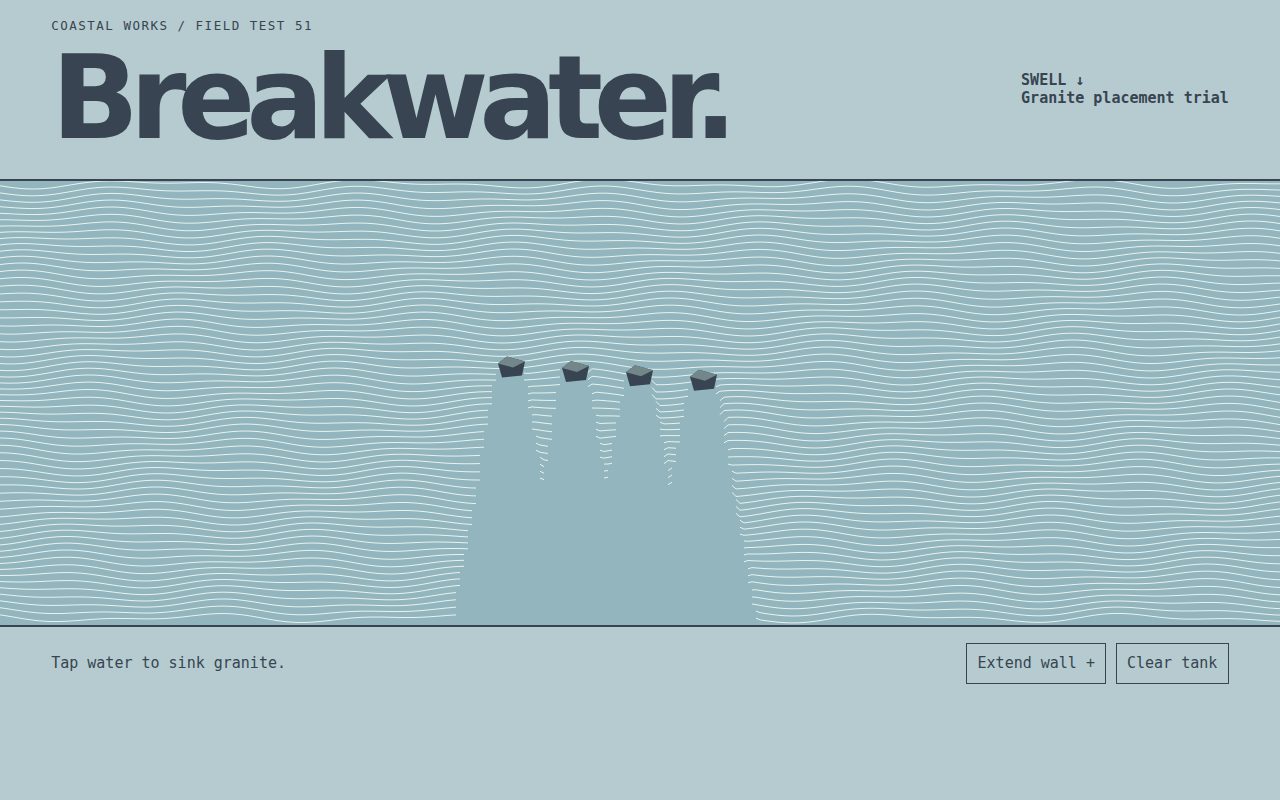 COASTAL WORKS / FIELD TEST 51
Breakwater.
SWELL ↓
Granite placement trial
Tap water to sink granite.
Extend wall +
Clear tank